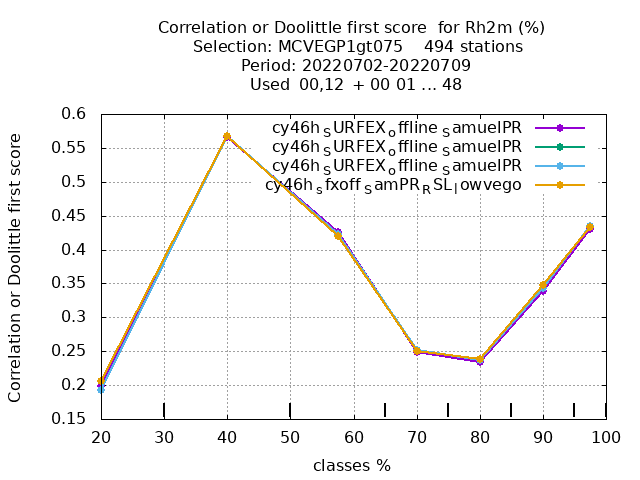 Correlation or Doolittle first score  for Rh2m (%)
Selection: MCVEGP1gt075    494 stations
Period: 20220702-20220709
Used  00,12  + 00 01 ... 48
Correlation or Doolittle first score
0.6
0.55
0.5
0.45
0.4
0.35
0.3
0.25
0.2
0.15
cy46h_SURFEX_offline_SamuelPR
cy46h_SURFEX_offline_SamuelPR
cy46h_SURFEX_offline_SamuelPR
cy46h_sfxoff_SamPR_RSL_lowvego
20 30 40 50 60 70 80 90 100
classes %